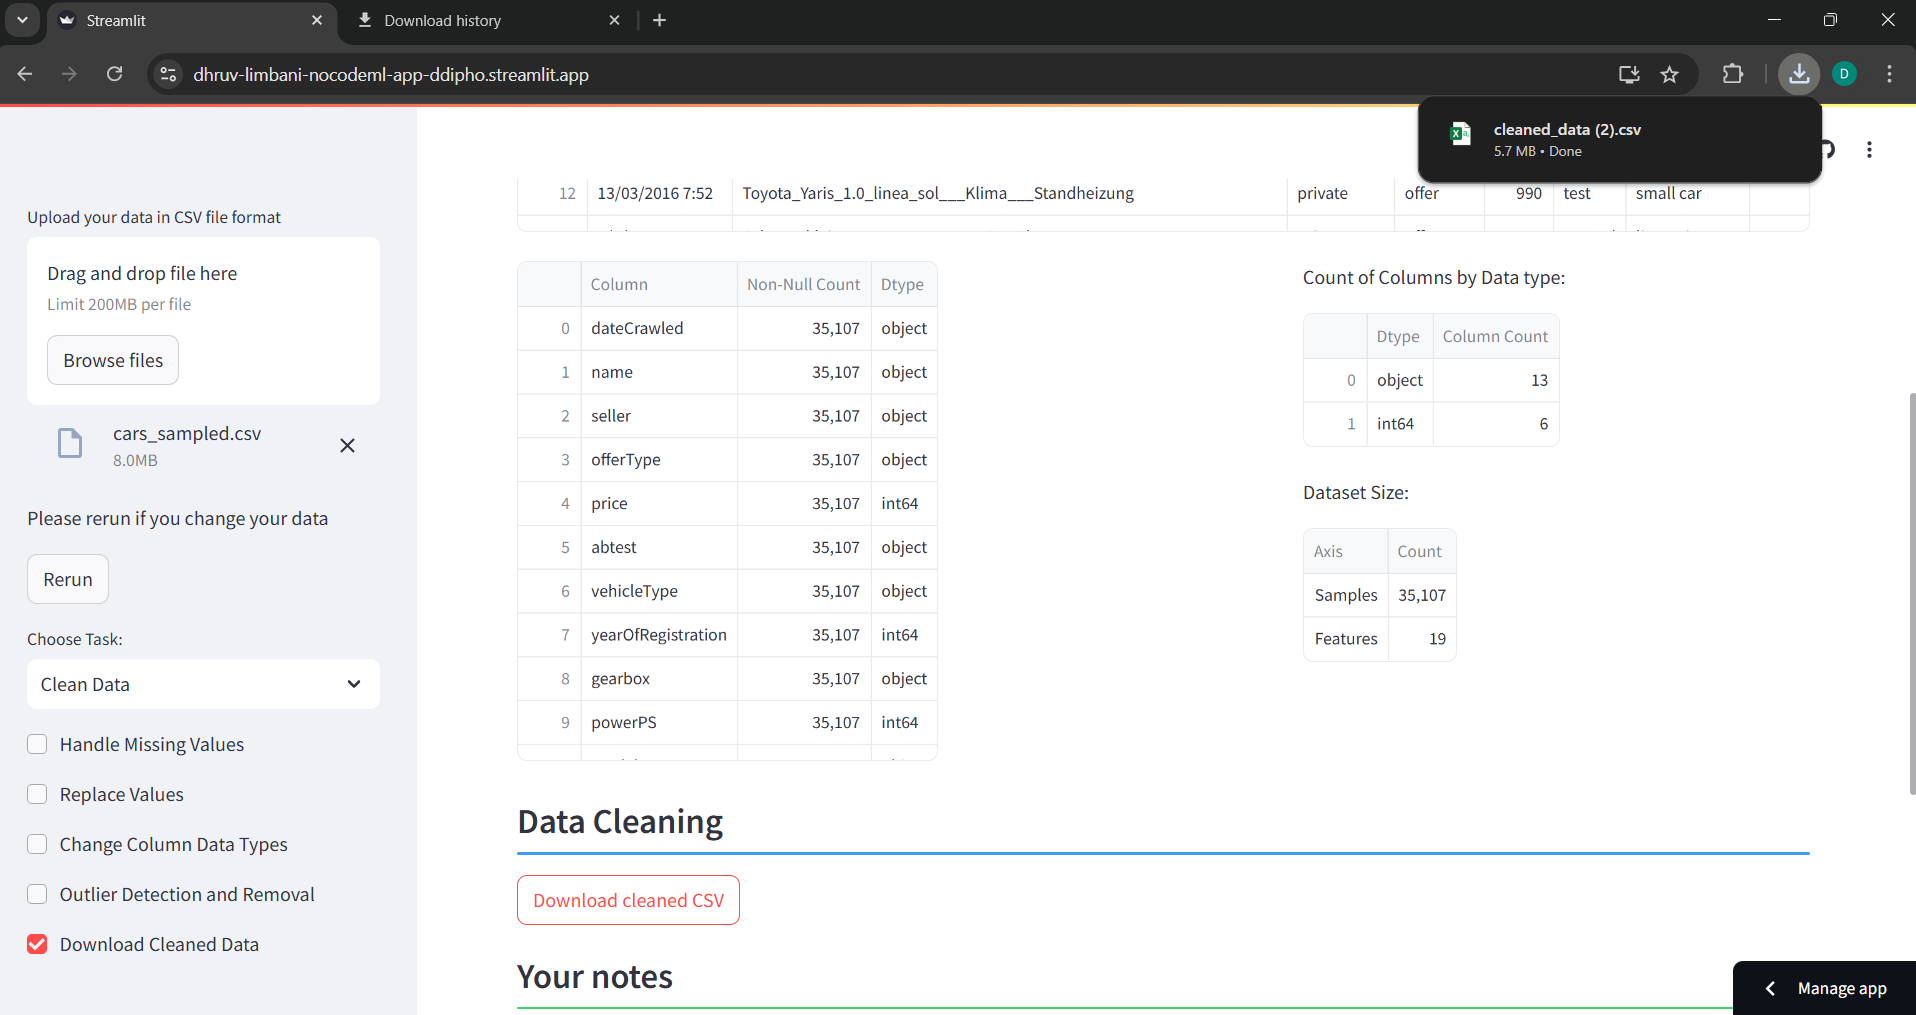 Streamlit
Download history
dhruv-limbani-nocodeml-app-ddipho.streamlit.app
D
cleaned_data (2).csv
5.7 MB • Done
Upload your data in CSV file format
Drag and drop file here
Limit 200MB per file
Browse files
cars_sampled.csv
8.0MB
Please rerun if you change your data
Rerun
Choose Task:
Clean Data
Handle Missing Values
Replace Values
Change Column Data Types
Outlier Detection and Removal
Download Cleaned Data
12 13/03/2016 7:52 Toyota_Yaris_1.0_linea_sol___Klima___Standheizung private offer 990 test small car
Column Non-Null Count Dtype
0 dateCrawled 35,107 object
1 name 35,107 object
2 seller 35,107 object
3 offerType 35,107 object
4 price 35,107 int64
5 abtest 35,107 object
6 vehicleType 35,107 object
7 yearOfRegistration 35,107 int64
8 gearbox 35,107 object
9 powerPS 35,107 int64
Count of Columns by Data type:
Dtype Column Count
0 object 13
1 int64 6
Dataset Size:
Axis Count
Samples 35,107
Features 19
Data Cleaning
Download cleaned CSV
Your notes
Manage app